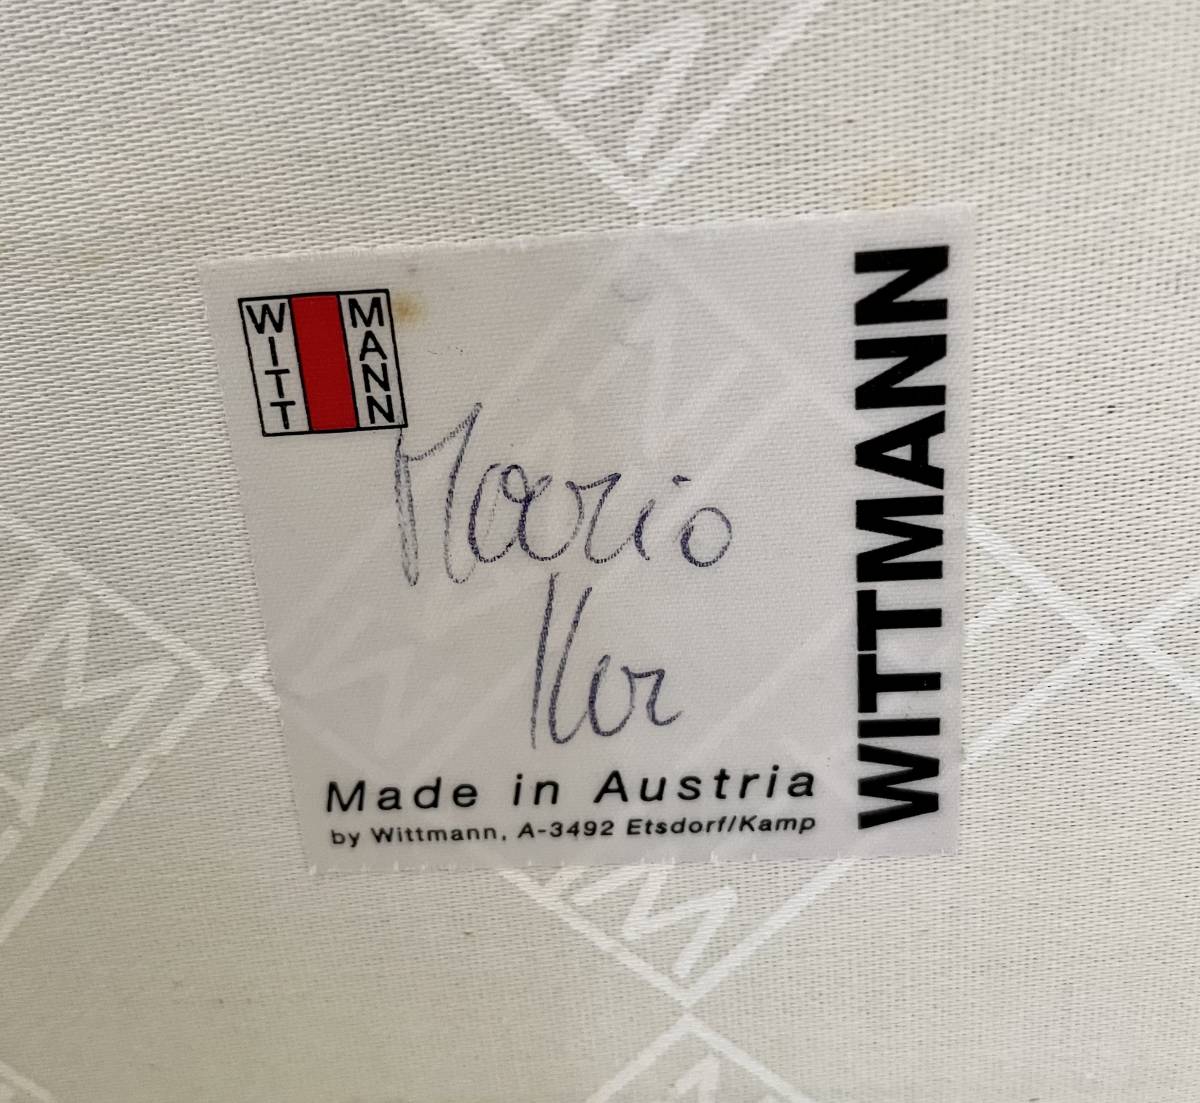 WITT MANN
Mario
WITTMANN
Made in Austria
by Wittmann, A-3492 Etsdorf/Kamp